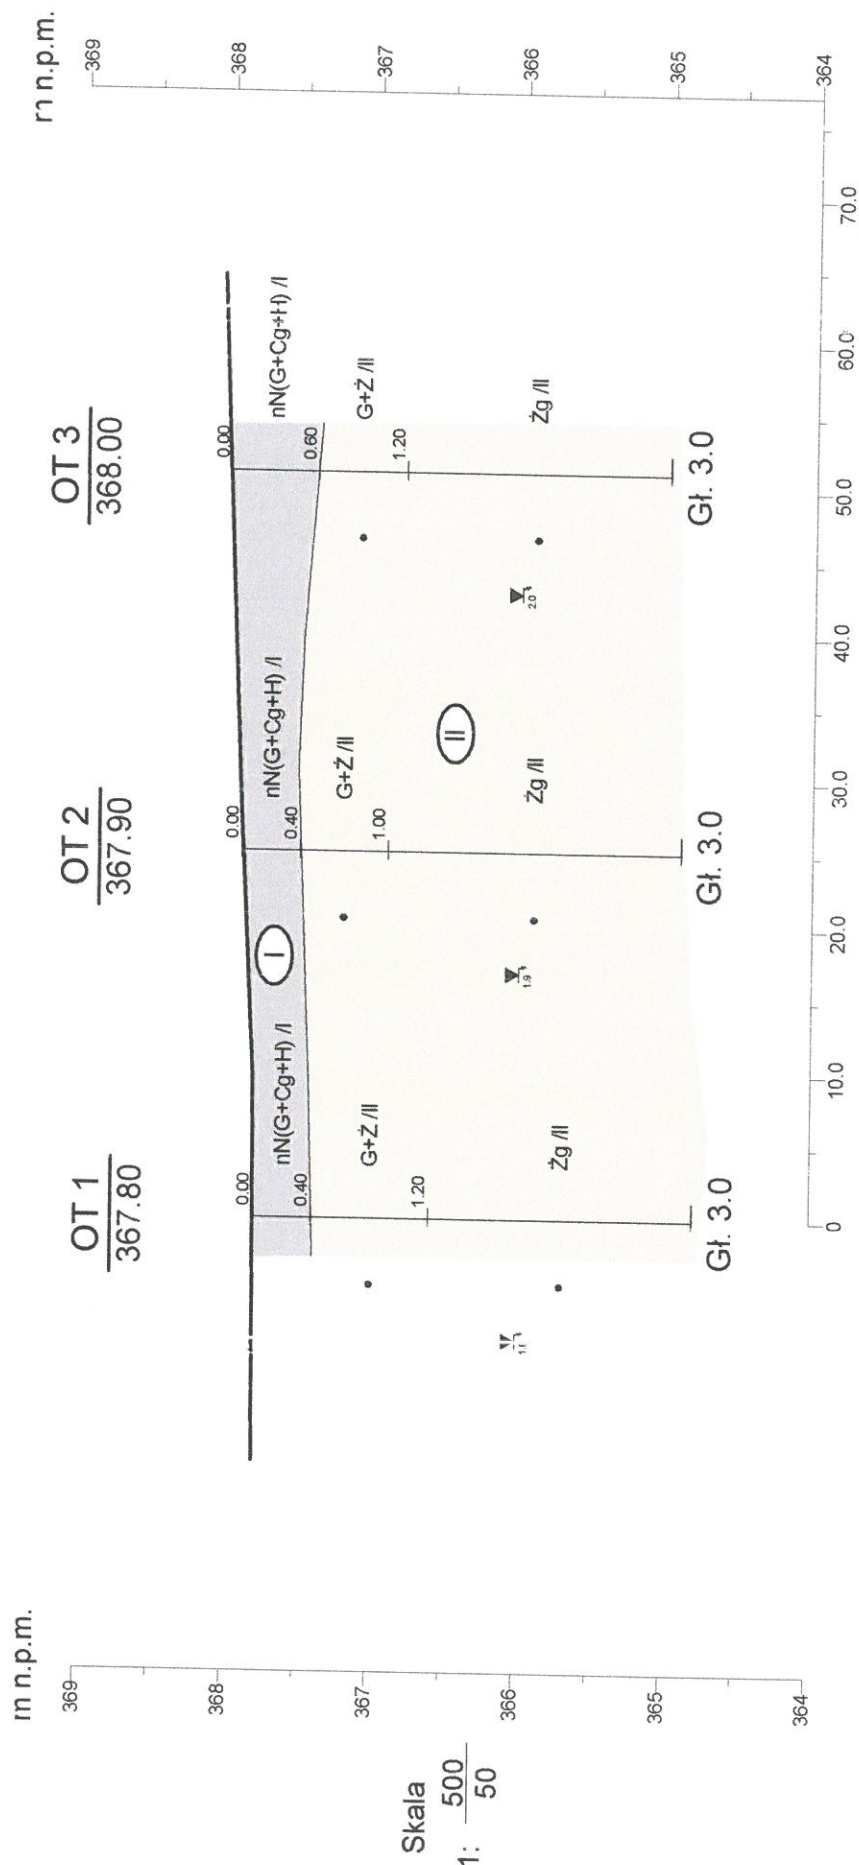 m n.p.m.
369
368
367
366
365
364
Skala
1: 500
50
OT 1
367.80
0.00
nN(G+Cg+H) /I
0.40
G+Ż /II
1.20
Żg /II
Gł. 3.0
I
1.9
OT 2
367.90
0.00
nN(G+Cg+H) /I
0.40
G+Ż /II
1.00
II
Żg /II
Gł. 3.0
2.0
OT 3
368.00
0.00
nN(G+Cg+H) /I
0.60
G+Ż /II
1.20
Żg /II
Gł. 3.0
m n.p.m.
369
368
367
366
365
364
0
10.0
20.0
30.0
40.0
50.0
60.0
70.0